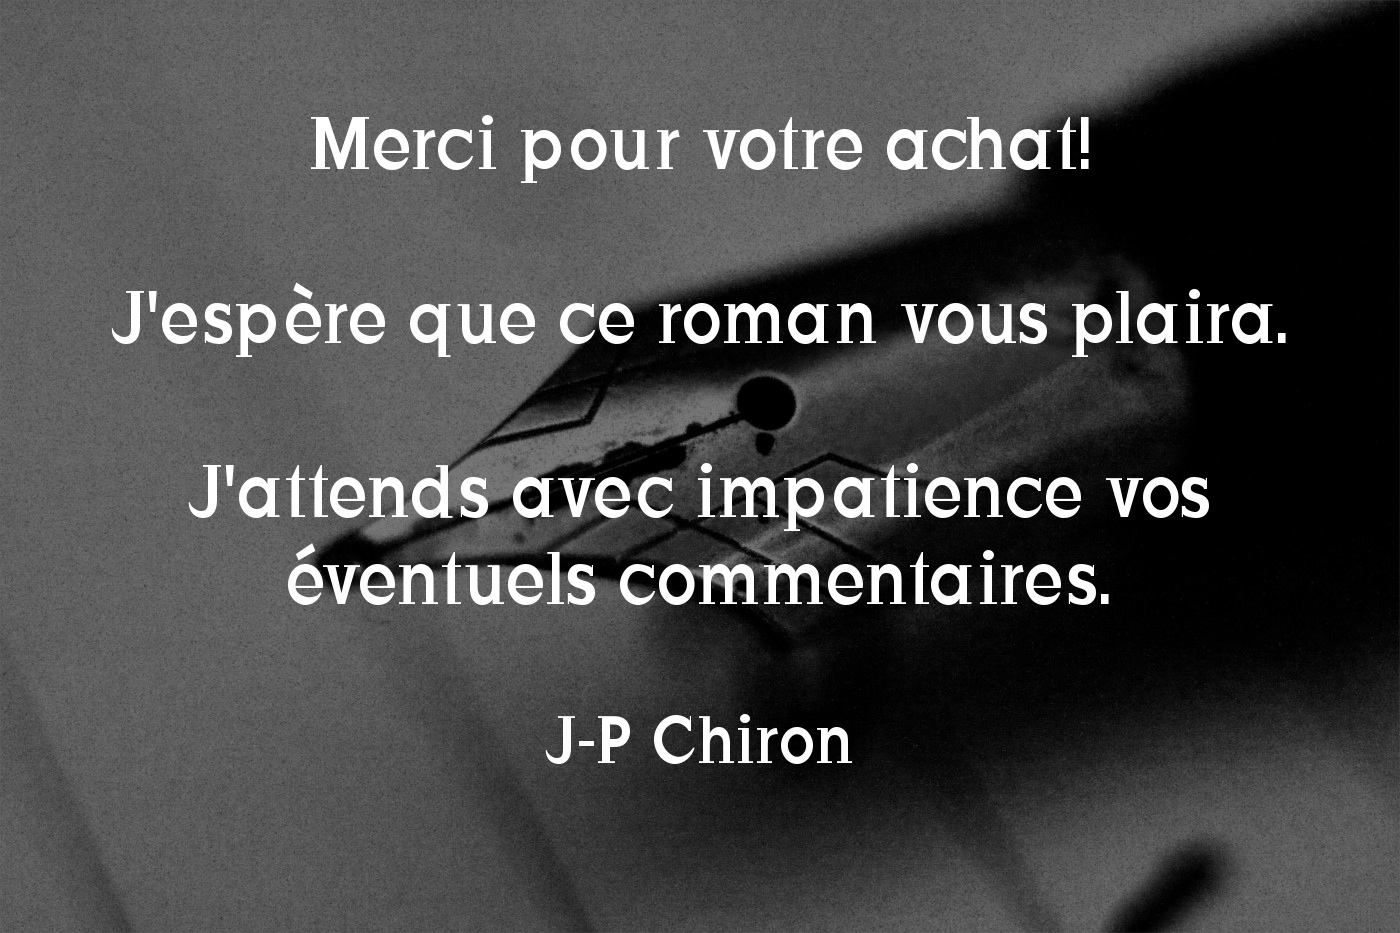 Merci pour votre achat!
J'espère que ce roman vous plaira.
J'attends avec impatience vos
éventuels commentaires.
J-P Chiron